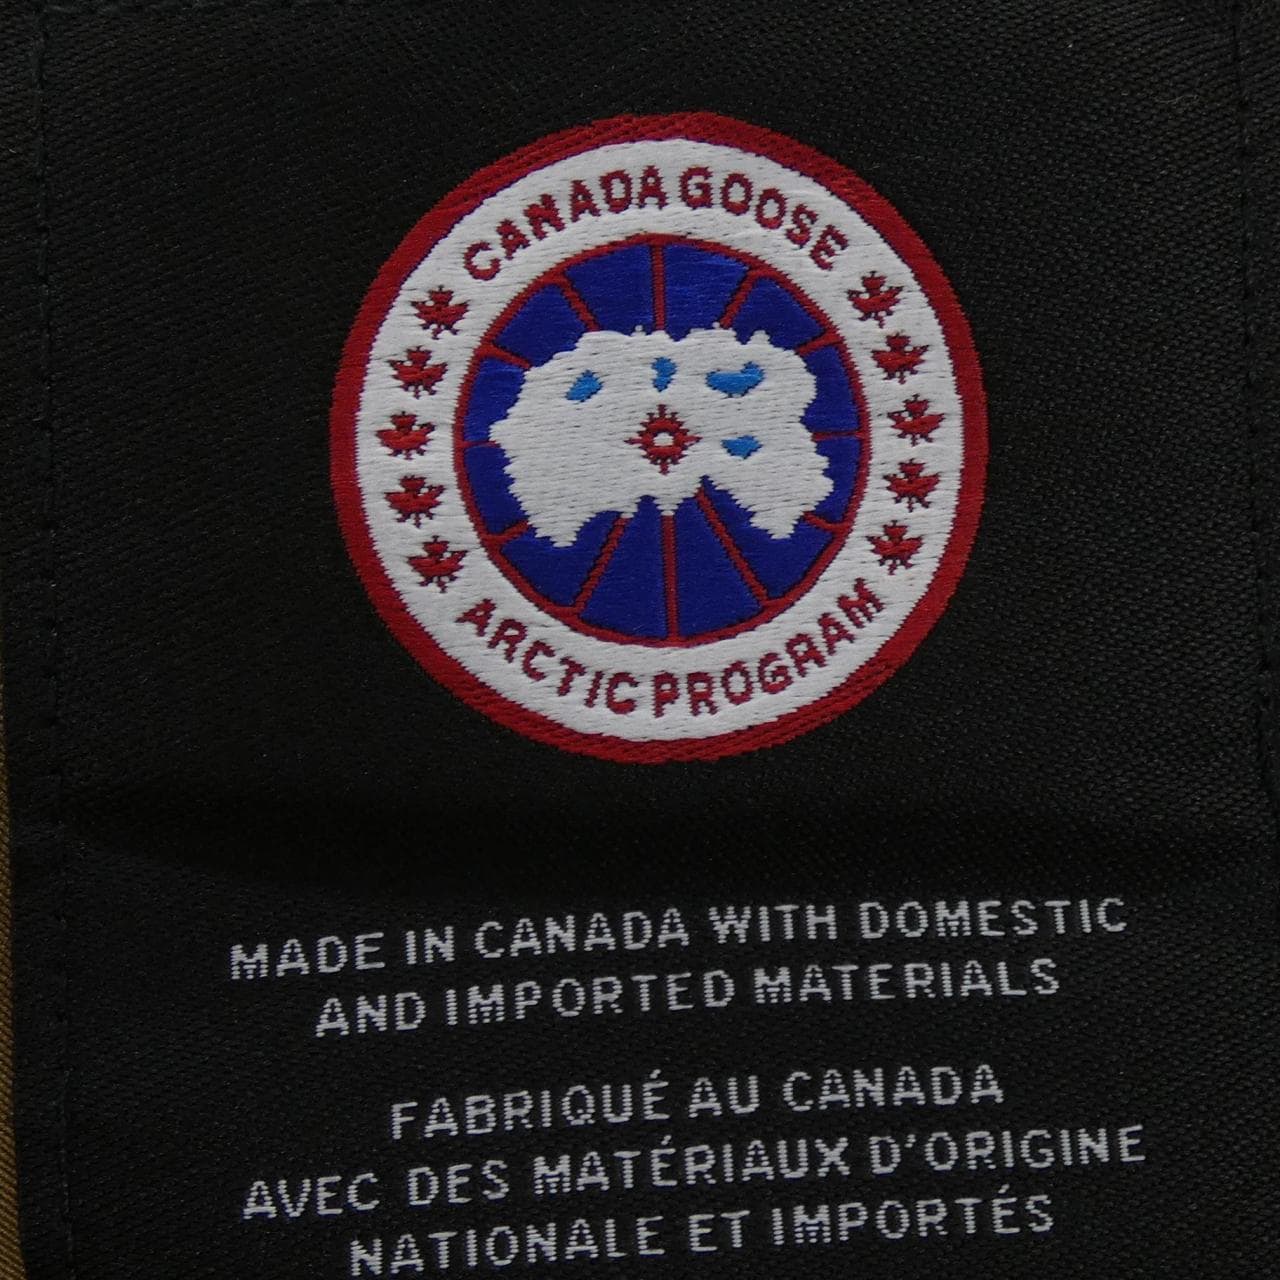 CANADA GOOSE
ARCTIC PROGRAM
MADE IN CANADA WITH DOMESTIC
AND IMPORTED MATERIALS
FABRIQUÉ AU CANADA
AVEC DES MATÉRIAUX D'ORIGINE
NATIONALE ET IMPORTÉS